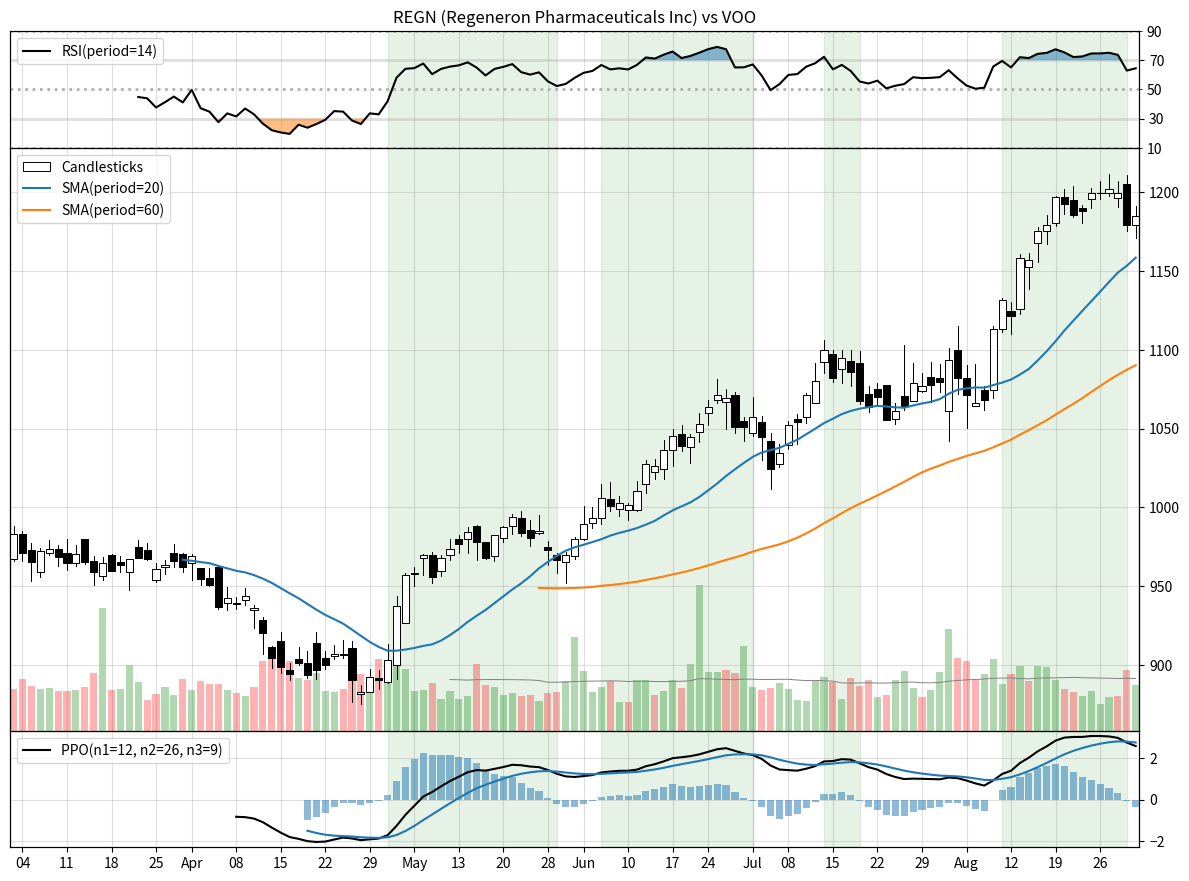 REGN (Regeneron Pharmaceuticals Inc) vs VOO
RSI(period=14)
90
70
50
30
10
Candlesticks
SMA(period=20)
SMA(period=60)
1200
1150
1100
1050
1000
950
900
PPO(n1=12, n2=26, n3=9)
2
0
−2
04 11 18 25 Apr 08 15 22 29 May 13 20 28 Jun 10 17 24 Jul 08 15 22 29 Aug 12 19 26